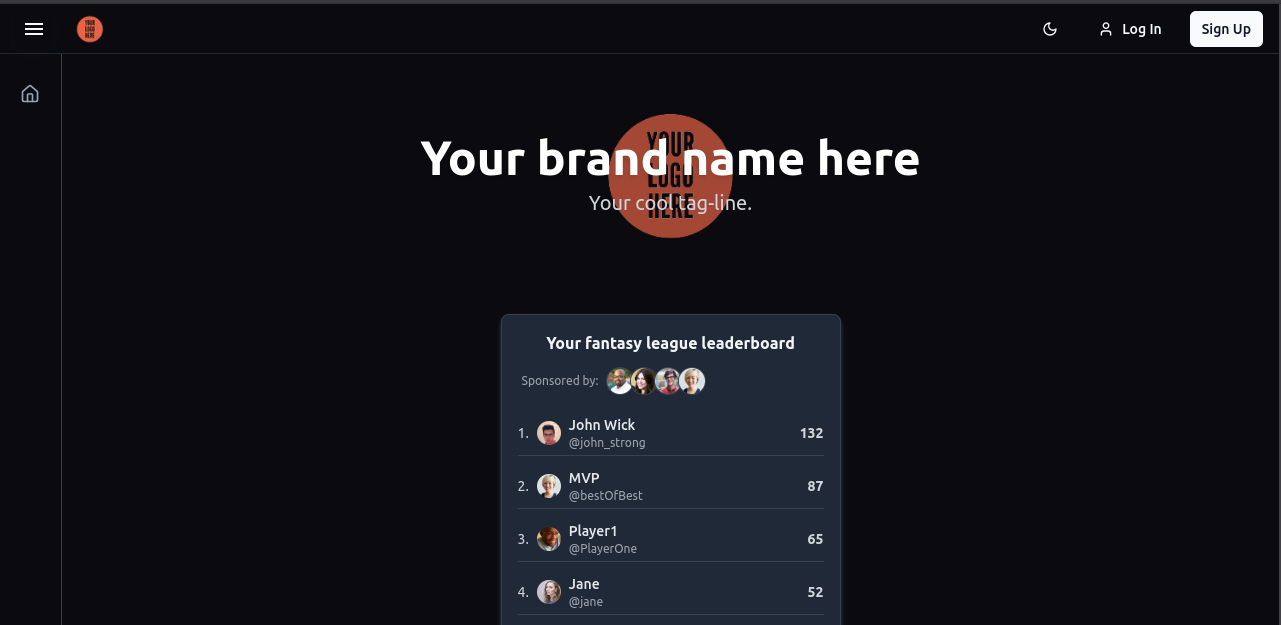 YOUR
LOGO
HERE
Log In
Sign Up
YOUR
LOGO
HERE
Your brand name here
Your cool tag-line.
Your fantasy league leaderboard
Sponsored by:
1. John Wick 132
@john_strong
2. MVP 87
@bestOfBest
3. Player1 65
@PlayerOne
4. Jane 52
@jane